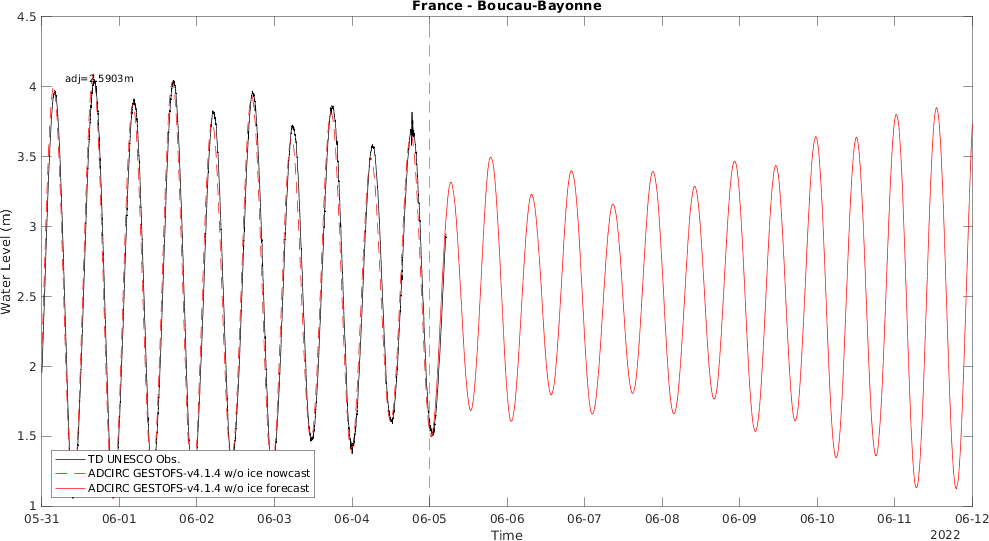 France - Boucau-Bayonne
4.5
adj=2.5903m
4
3.5
3
2.5
2
1.5
1
Water Level (m)
TD UNESCO Obs.
ADCIRC GESTOFS-v4.1.4 w/o ice nowcast
ADCIRC GESTOFS-v4.1.4 w/o ice forecast
05-31 06-01 06-02 06-03 06-04 06-05 06-06 06-07 06-08 06-09 06-10 06-11 06-12
Time
2022